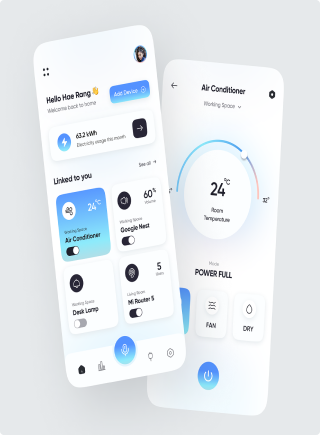 Hello Hae Rang 👋
Welcome back to home
Add Device
63.2 kWh
Electricity usage this month
Linked to you
See all
24°C
Working Space
Air Conditioner
60%
Volume
Working Space
Google Nest
Working Space
Desk Lamp
5
Living Room
Mi Router 5
Air Conditioner
Working Space
24°C
Room
Temperature
32°
Mode
POWER FULL
FAN
DRY